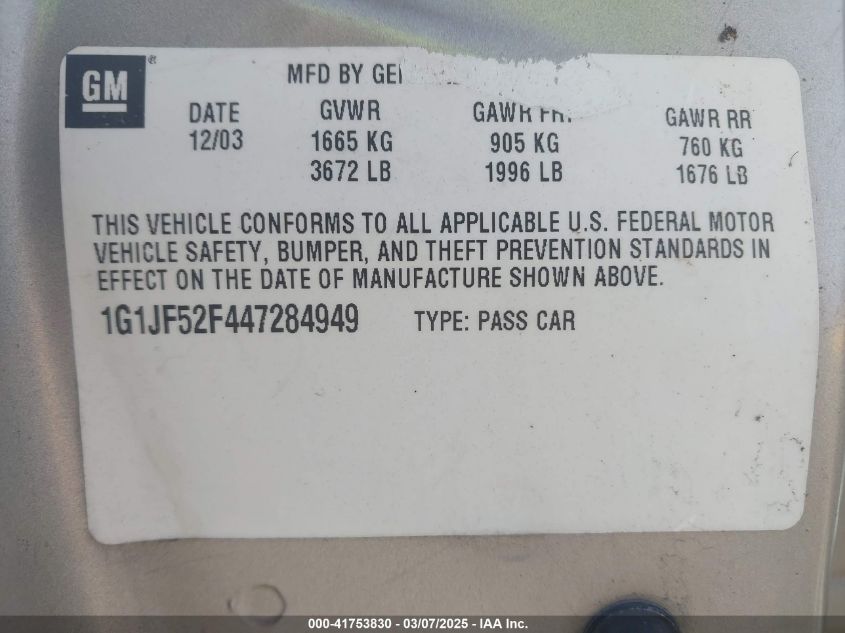 GM ®
MFD BY GE
DATE GVWR GAWR FRT GAWR RR
12/03 1665 KG 905 KG 760 KG
3672 LB 1996 LB 1676 LB
THIS VEHICLE CONFORMS TO ALL APPLICABLE U.S. FEDERAL MOTOR
VEHICLE SAFETY, BUMPER, AND THEFT PREVENTION STANDARDS IN
EFFECT ON THE DATE OF MANUFACTURE SHOWN ABOVE.
1G1JF52F447284949 TYPE: PASS CAR
000-41753830 - 03/07/2025 - IAA Inc.